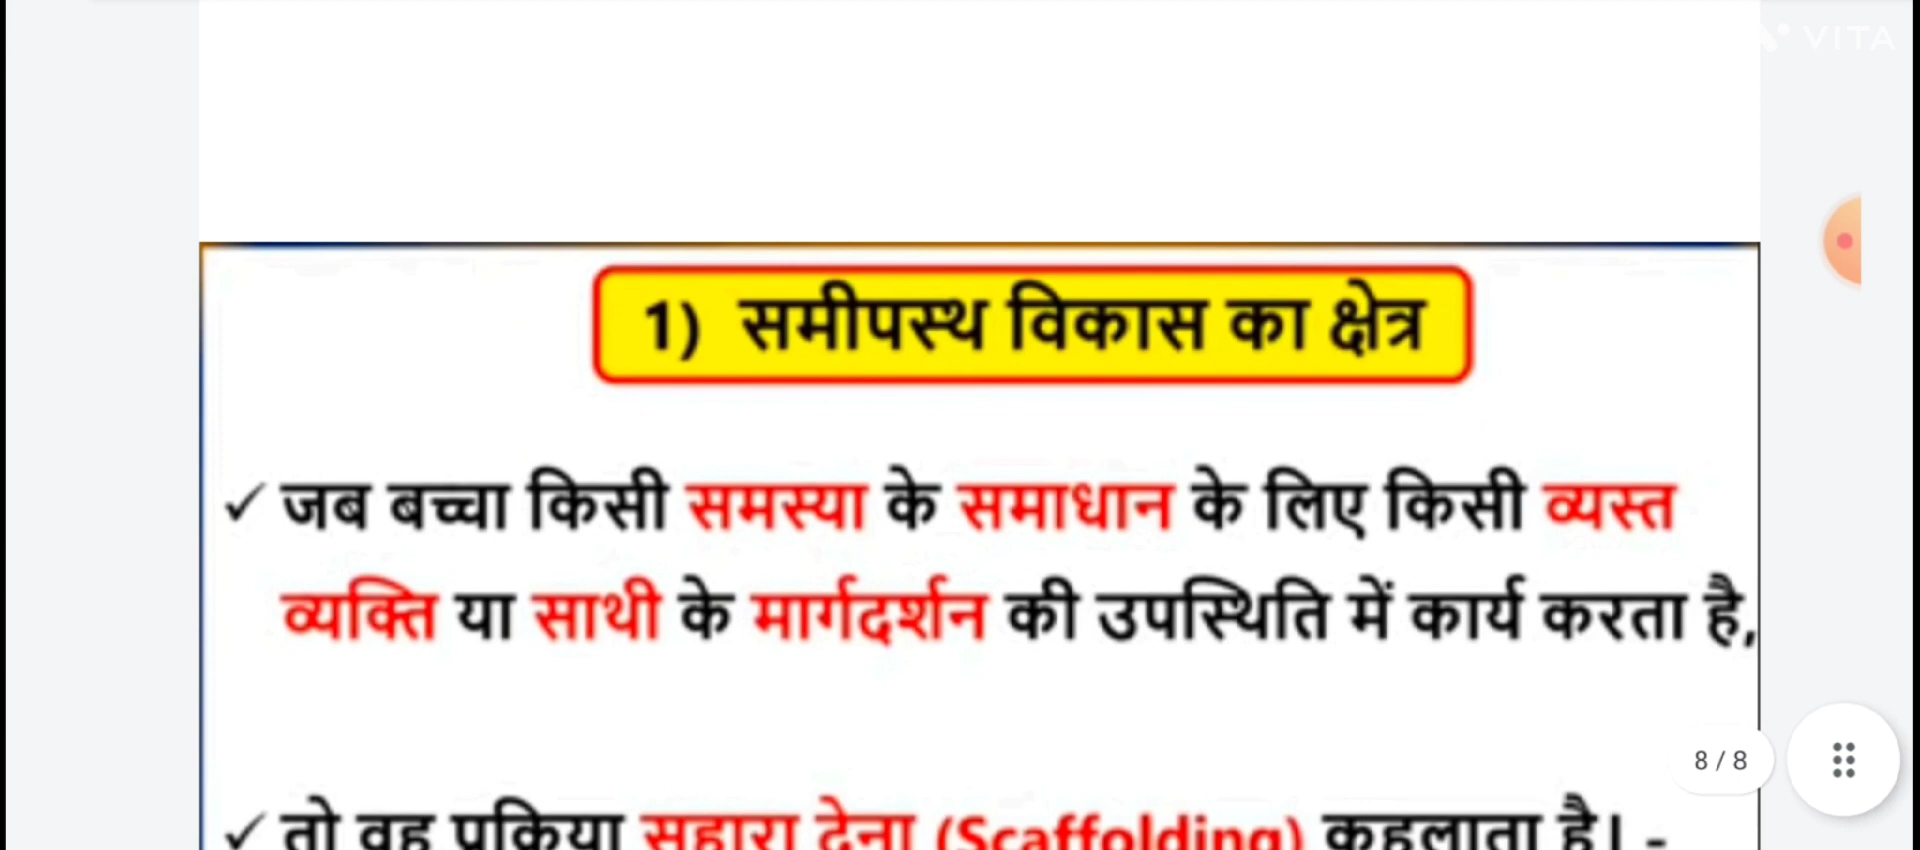 VITA
1) समीपस्थ विकास का क्षेत्र
✓ जब बच्चा किसी समस्या के समाधान के लिए किसी व्यस्त
व्यक्ति या साथी के मार्गदर्शन की उपस्थिति में कार्य करता है,
8 / 8
✓ तो वह प्रक्रिया सहारा देना (Scaffolding) कहलाता है। -